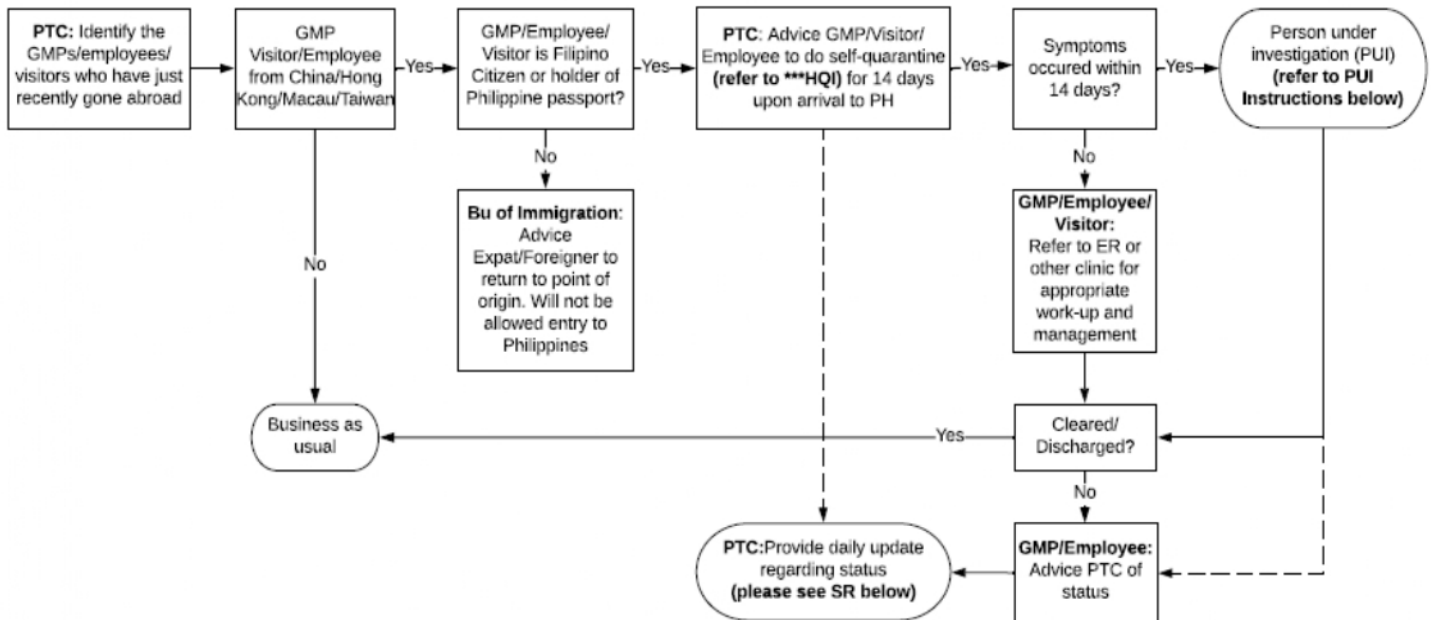 PTC: Identify the
GMPs/employees/
visitors who have just
recently gone abroad
GMP
Visitor/Employee
from China/Hong
Kong/Macau/Taiwan
Yes
GMP/Employee/
Visitor is Filipino
Citizen or holder of
Philippine passport?
Yes
PTC: Advice GMP/Visitor/
Employee to do self-quarantine
(refer to ***HQI) for 14 days
upon arrival to PH
Yes
Symptoms
occured within
14 days?
Yes
Person under
investigation (PUI)
(refer to PUI
Instructions below)
No
No
No
Bu of Immigration:
Advice
Expat/Foreigner to
return to point of
origin. Will not be
allowed entry to
Philippines
GMP/Employee/
Visitor:
Refer to ER or
other clinic for
appropriate
work-up and
management
Business as
usual
Yes
Cleared/
Discharged?
No
PTC:Provide daily update
regarding status
(please see SR below)
GMP/Employee:
Advice PTC of
status